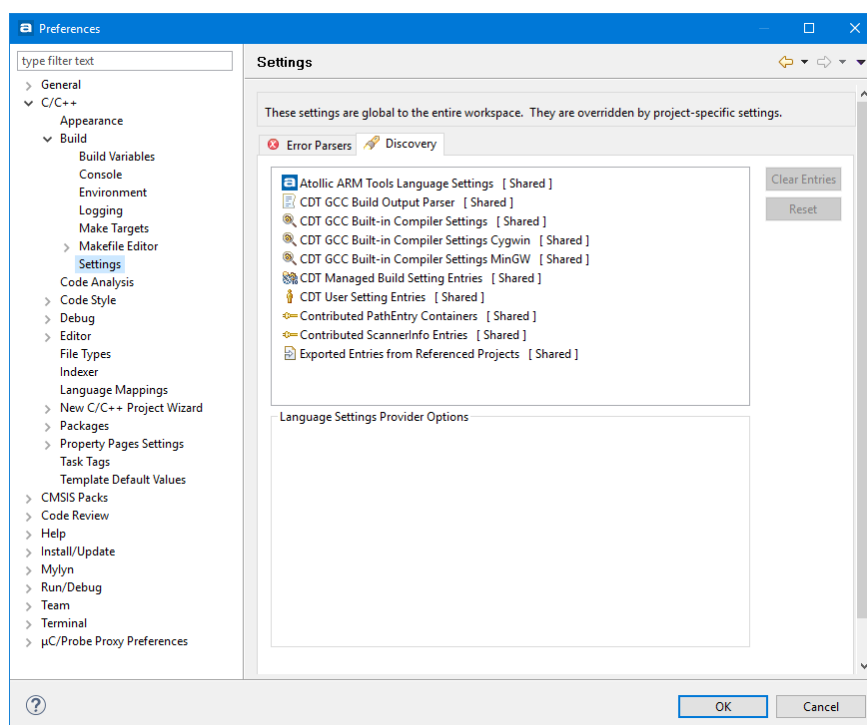 Preferences
type filter text
General
C/C++
Appearance
Build
Build Variables
Console
Environment
Logging
Make Targets
Makefile Editor
Settings
Code Analysis
Code Style
Debug
Editor
File Types
Indexer
Language Mappings
New C/C++ Project Wizard
Packages
Property Pages Settings
Task Tags
Template Default Values
CMSIS Packs
Code Review
Help
Install/Update
Mylyn
Run/Debug
Team
Terminal
µC/Probe Proxy Preferences
Settings
These settings are global to the entire workspace. They are overridden by project-specific settings.
Error Parsers Discovery
Atollic ARM Tools Language Settings [ Shared ]
CDT GCC Build Output Parser [ Shared ]
CDT GCC Built-in Compiler Settings [ Shared ]
CDT GCC Built-in Compiler Settings Cygwin [ Shared ]
CDT GCC Built-in Compiler Settings MinGW [ Shared ]
CDT Managed Build Setting Entries [ Shared ]
CDT User Setting Entries [ Shared ]
Contributed PathEntry Containers [ Shared ]
Contributed ScannerInfo Entries [ Shared ]
Exported Entries from Referenced Projects [ Shared ]
Clear Entries
Reset
Language Settings Provider Options
OK Cancel